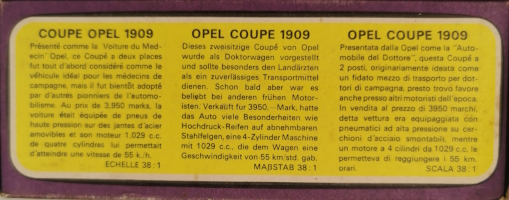 COUPE OPEL 1909
Présenté comme la Voiture du Med-
ecin Opel, ce Coupé a deux places
fut tout d'abord considéré comme le
véhicule idéal pour les médecins de
campagne, mais il fut bientôt adopté
par d'autres pionniers de l'automo-
bilisme. Au prix de 3,950 marks, la
voiture était équipée de pneus de
haute pression sur des jantes d'acier
amovibles et son moteur 1,029 c.c.
de quatre cylindres lui permettait
d'atteindre une vitesse de 55 k./h.
ECHELLE 38 : 1
OPEL COUPE 1909
Dieses zweisitzige Coupé von Opel
wurde als Doktorwagen vorgestellt
und sollte besonders den Landärzten
als ein zuverlässiges Transportmittel
dienen. Schon bald aber war es
beliebt bei anderen frühen Motor-
isten. Verkauft für 3950.—Mark, hatte
das Auto viele Besonderheiten wie
Hochdruck-Reifen auf abnehmbaren
Stahlfelgen, eine 4-Zylinder Maschine
mit 1029 c.c., die dem Wagen eine
Geschwindigkeit von 55 km/std. gab.
MAßSTAB 38 : 1
OPEL COUPE 1909
Presentata dalla Opel come la "Auto-
mobile del Dottore", questa Coupé a
2 posti, originariamente ideata come
un fidato mezzo di trasporto per dot-
tori di campagna, presto trovo favore
anche presso altri motoristi dell'epoca.
In vendita al prezzo di 3950 marchi,
detta vettura era equipaggiata con
pneumatici ad alta pressione su cer-
chioni d'acciaio smontabili, mentre
un motore a 4 cilindri da 1029 c.c. le
permetteva di reggiungere i 55 km.
orari. SCALA 38 : 1